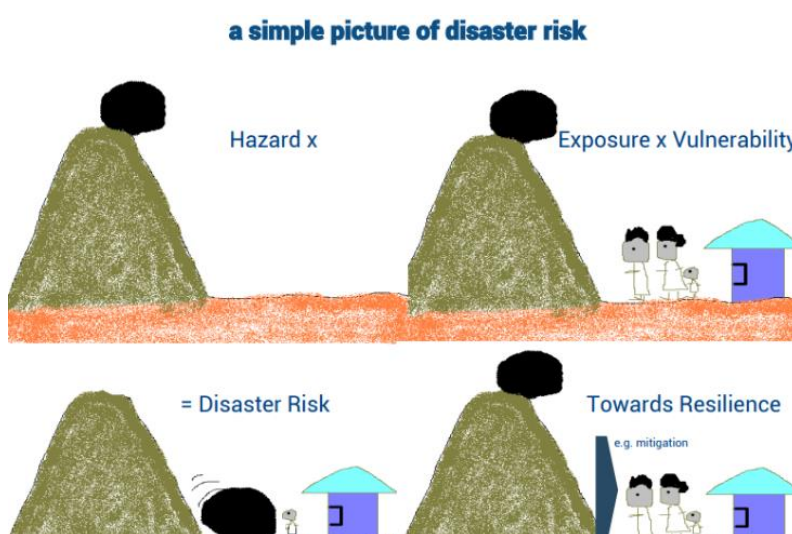 a simple picture of disaster risk
Hazard x
Exposure x Vulnerability
= Disaster Risk
Towards Resilience
e.g. mitigation